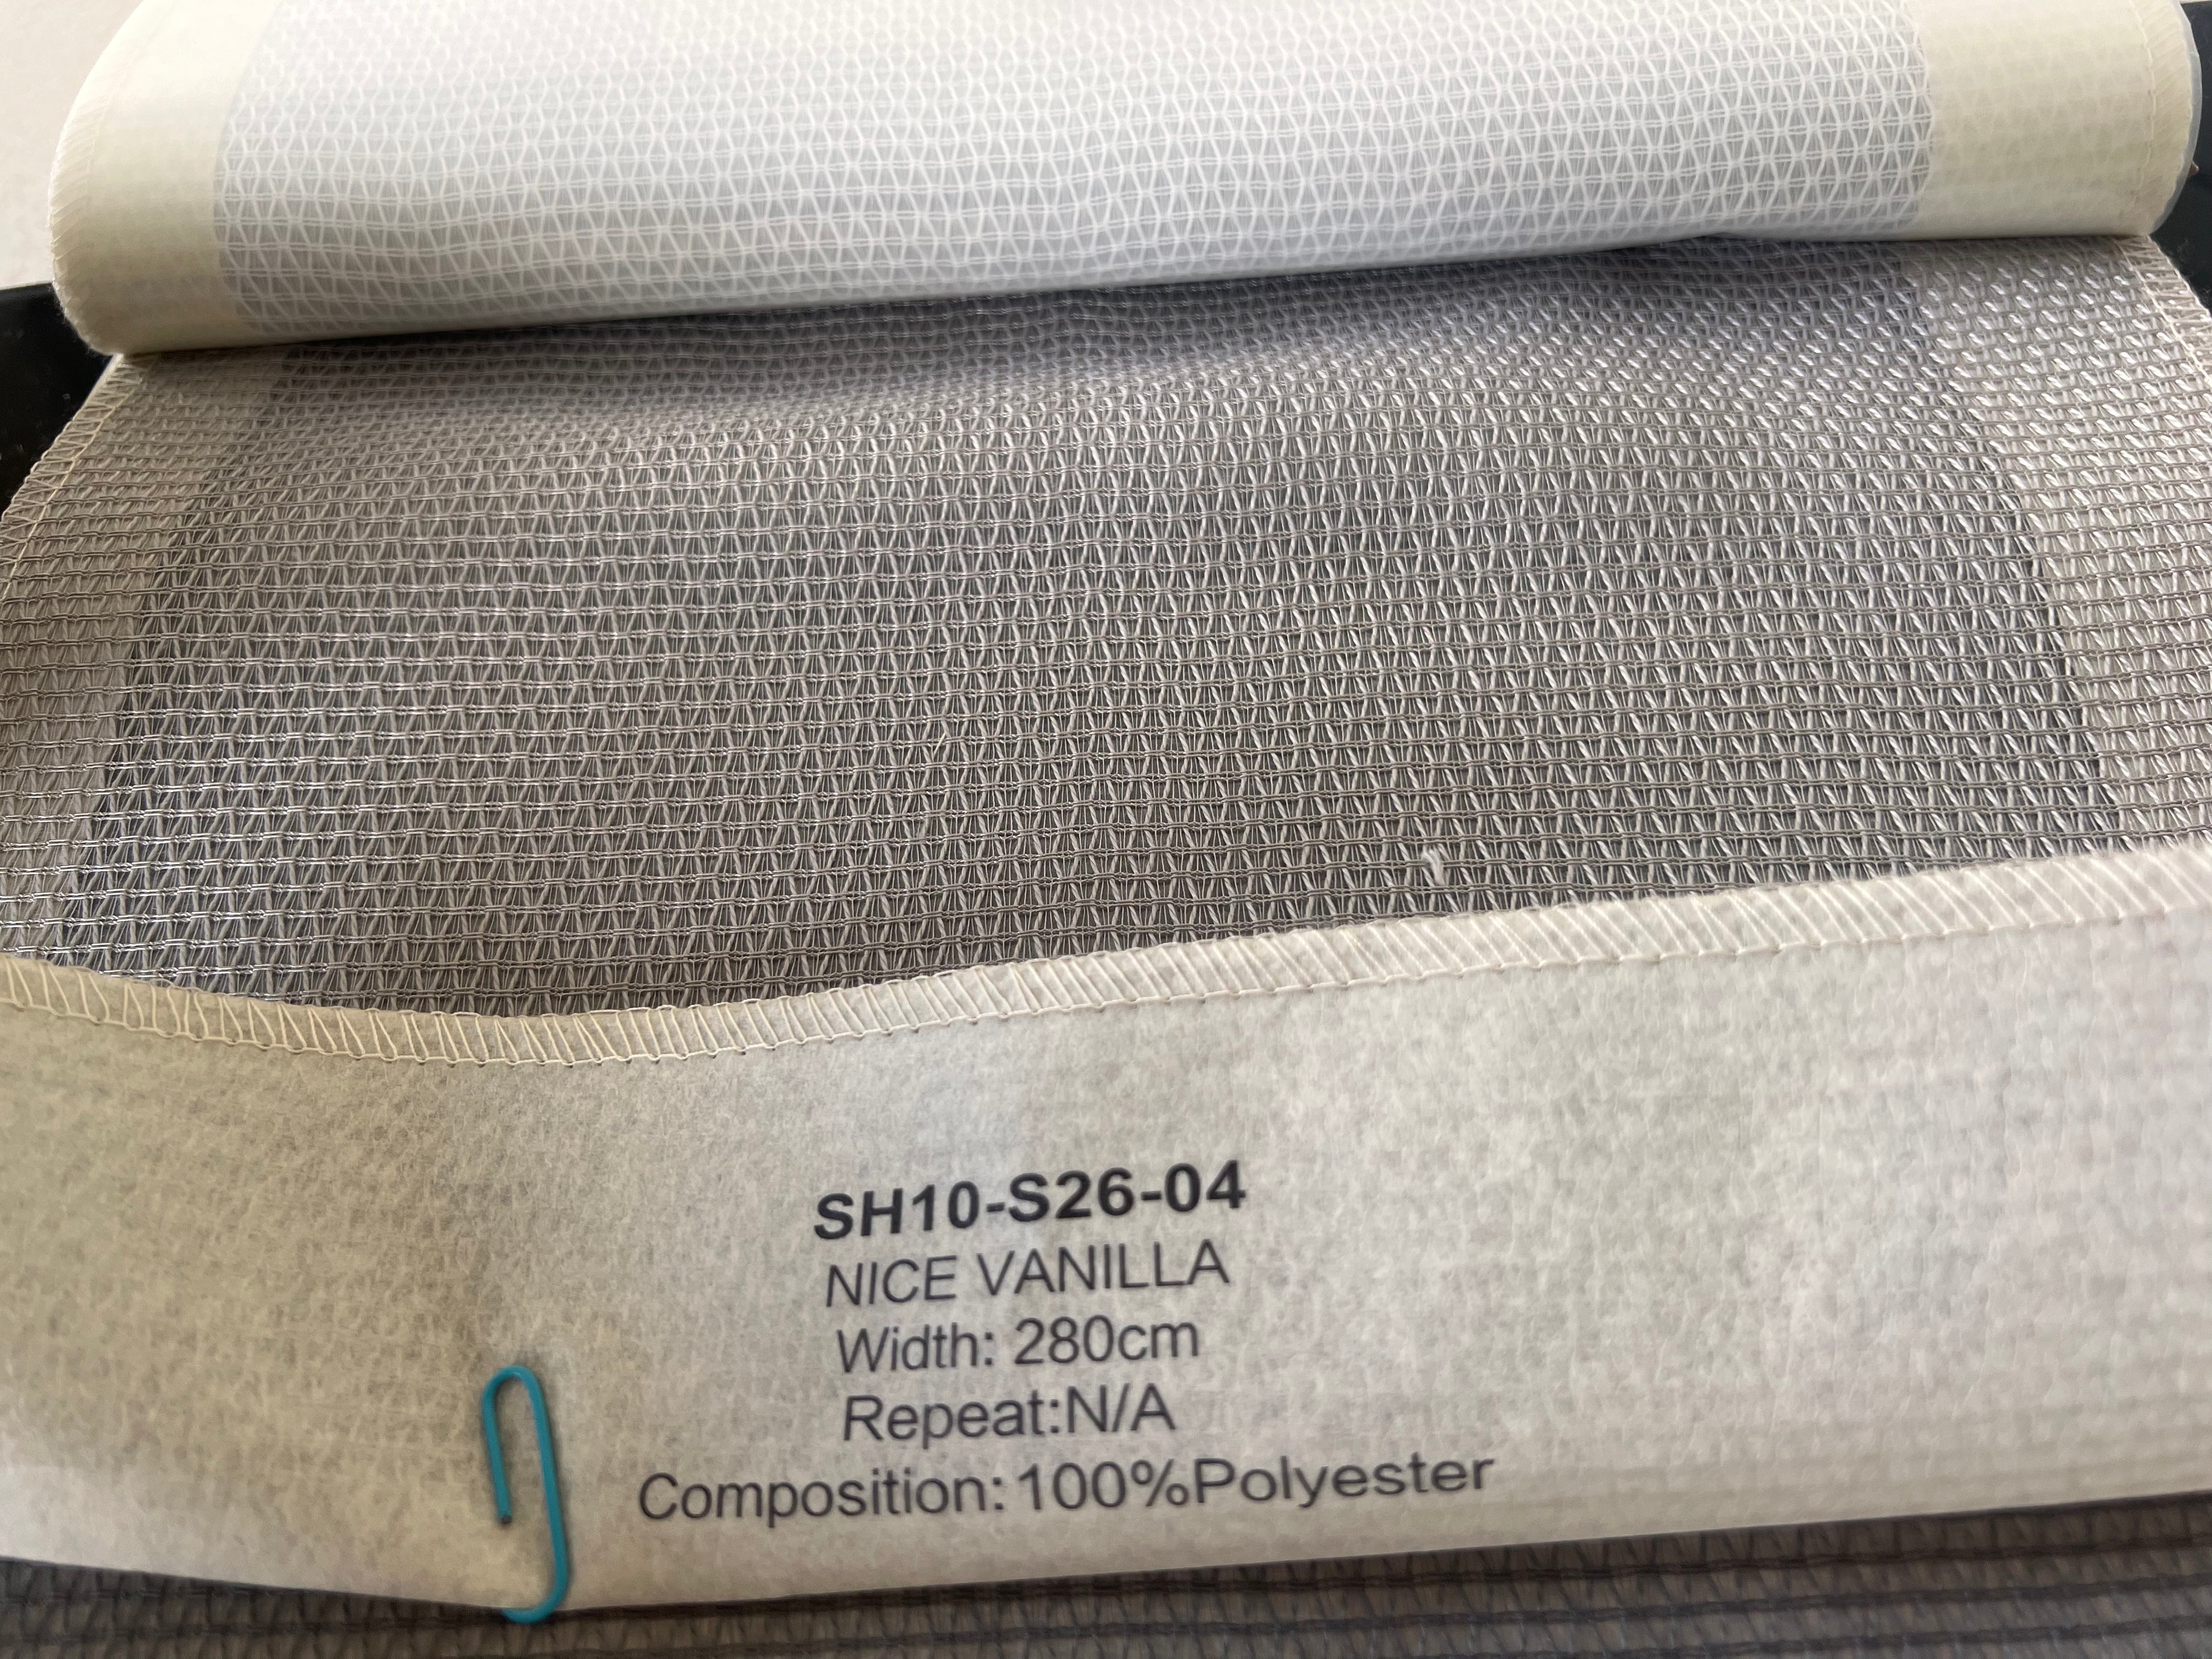 SH10-S26-04
NICE VANILLA
Width: 280cm
Repeat:N/A
Composition:100%Polyester